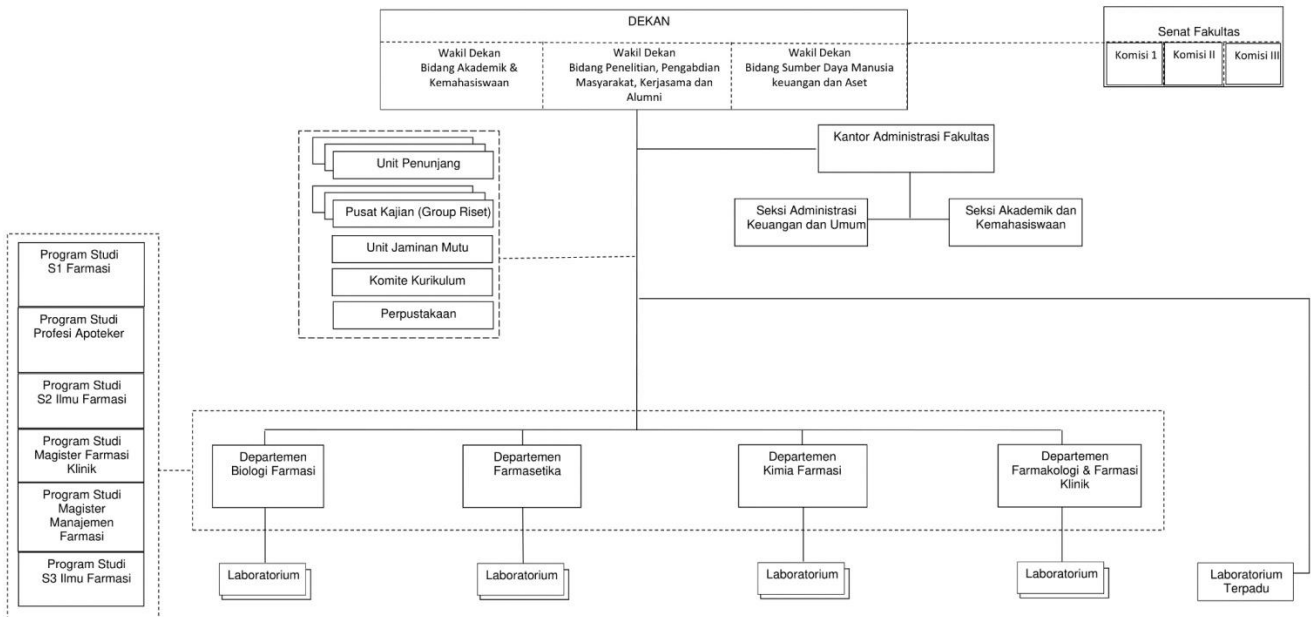 DEKAN
Wakil Dekan
Bidang Akademik &
Kemahasiswaan
Wakil Dekan
Bidang Penelitian, Pengabdian
Masyarakat, Kerjasama dan
Alumni
Wakil Dekan
Bidang Sumber Daya Manusia
keuangan dan Aset
Senat Fakultas
Komisi 1
Komisi II
Komisi III
Kantor Administrasi Fakultas
Seksi Administrasi
Keuangan dan Umum
Seksi Akademik dan
Kemahasiswaan
Unit Penunjang
Pusat Kajian (Group Riset)
Unit Jaminan Mutu
Komite Kurikulum
Perpustakaan
Program Studi
S1 Farmasi
Program Studi
Profesi Apoteker
Program Studi
S2 Ilmu Farmasi
Program Studi
Magister Farmasi
Klinik
Program Studi
Magister
Manajemen
Farmasi
Program Studi
S3 Ilmu Farmasi
Departemen
Biologi Farmasi
Departemen
Farmasetika
Departemen
Kimia Farmasi
Departemen
Farmakologi & Farmasi
Klinik
Laboratorium
Laboratorium
Laboratorium
Laboratorium
Laboratorium
Terpadu